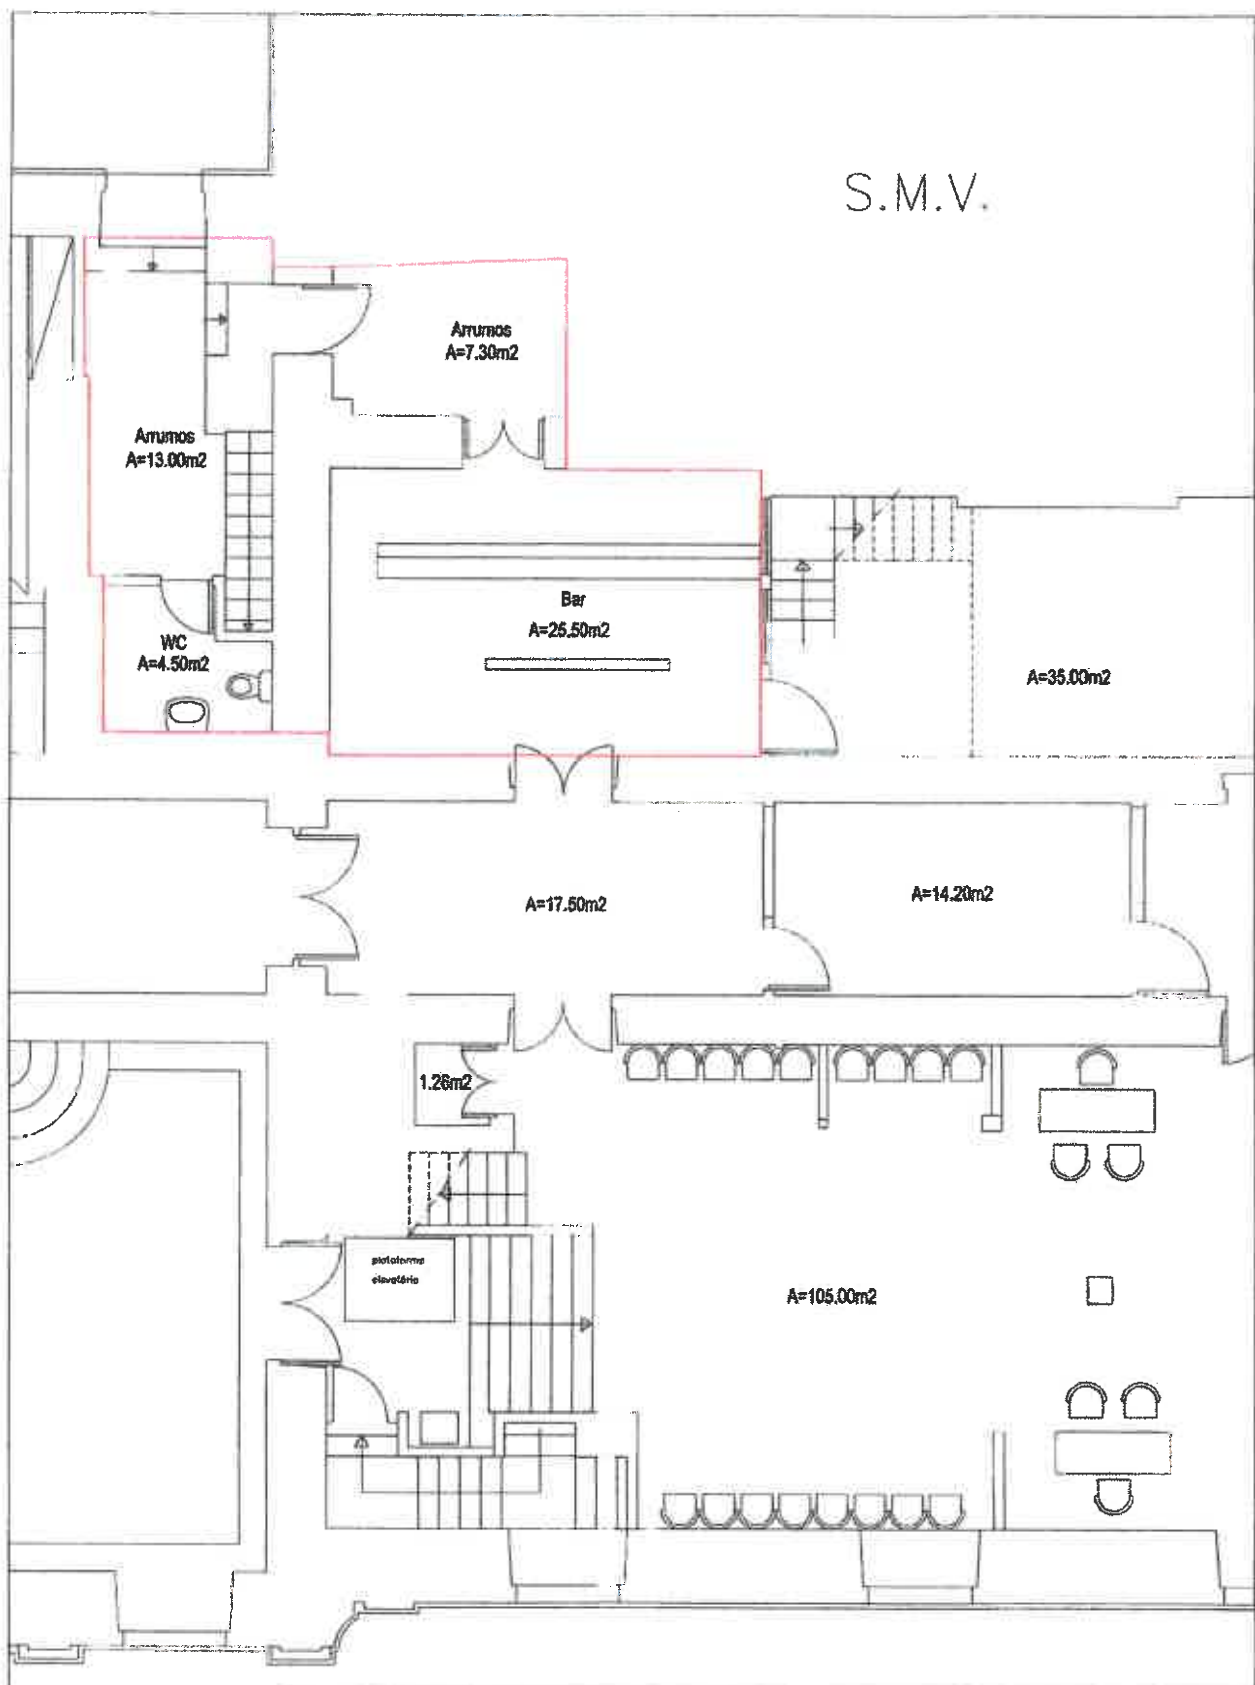 S.M.V.
Arrumos
A=7.30m2
Arrumos
A=13.00m2
Bar
A=25.50m2
WC
A=4.50m2
A=35.00m2
A=17.50m2
A=14.20m2
1.26m2
plataforma
elevatória
A=105.00m2